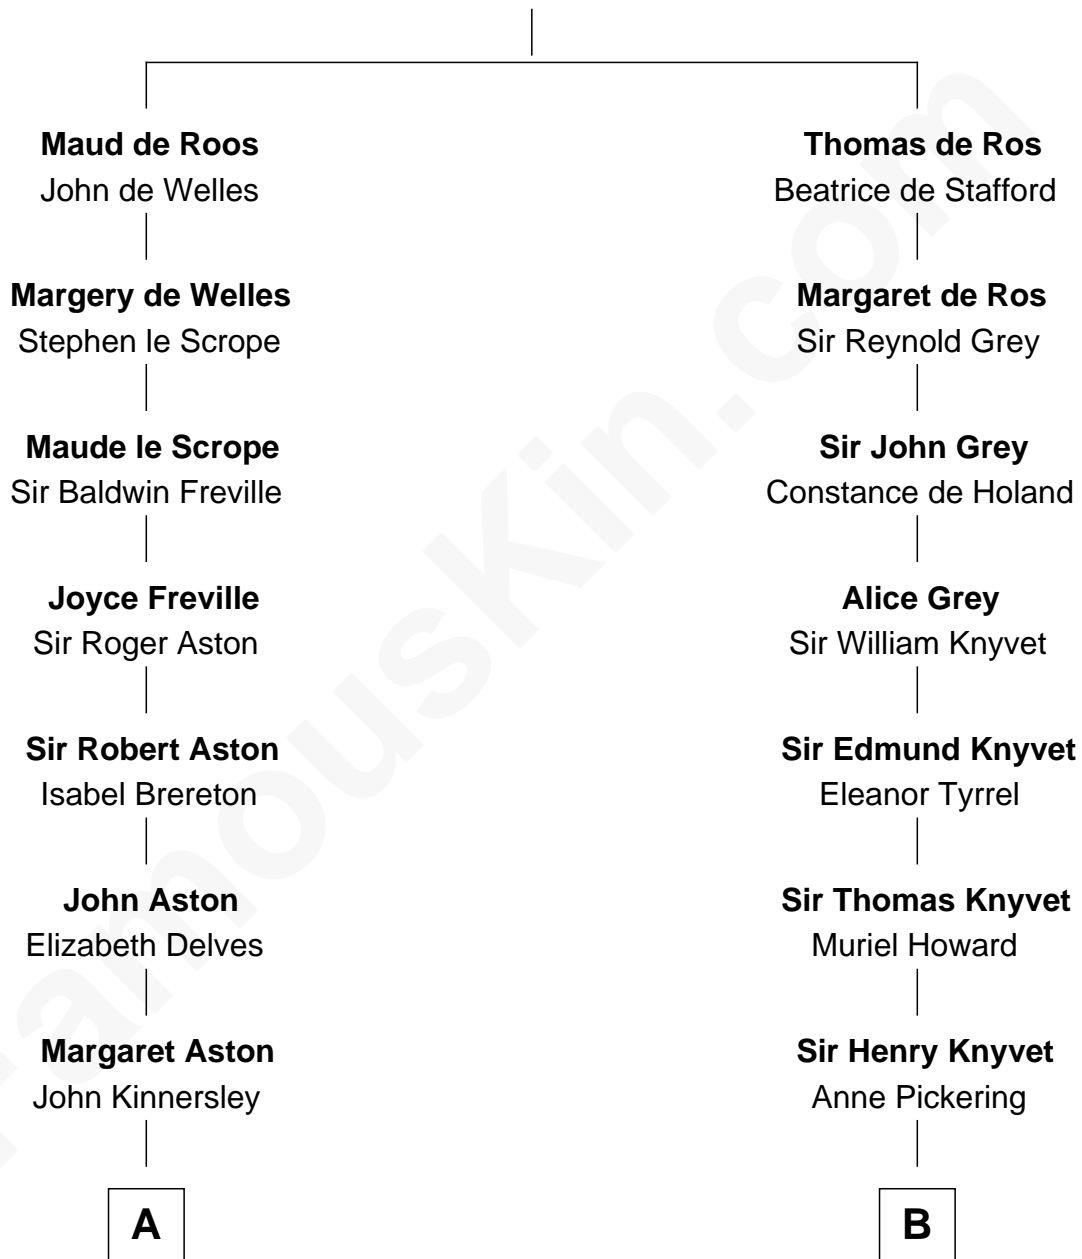 Maud de Roos
John de Welles
Margery de Welles
Stephen le Scrope
Maude le Scrope
Sir Baldwin Freville
Joyce Freville
Sir Roger Aston
Sir Robert Aston
Isabel Brereton
John Aston
Elizabeth Delves
Margaret Aston
John Kinnersley
A
Thomas de Ros
Beatrice de Stafford
Margaret de Ros
Sir Reynold Grey
Sir John Grey
Constance de Holand
Alice Grey
Sir William Knyvet
Sir Edmund Knyvet
Eleanor Tyrrel
Sir Thomas Knyvet
Muriel Howard
Sir Henry Knyvet
Anne Pickering
B
FamousKin.com